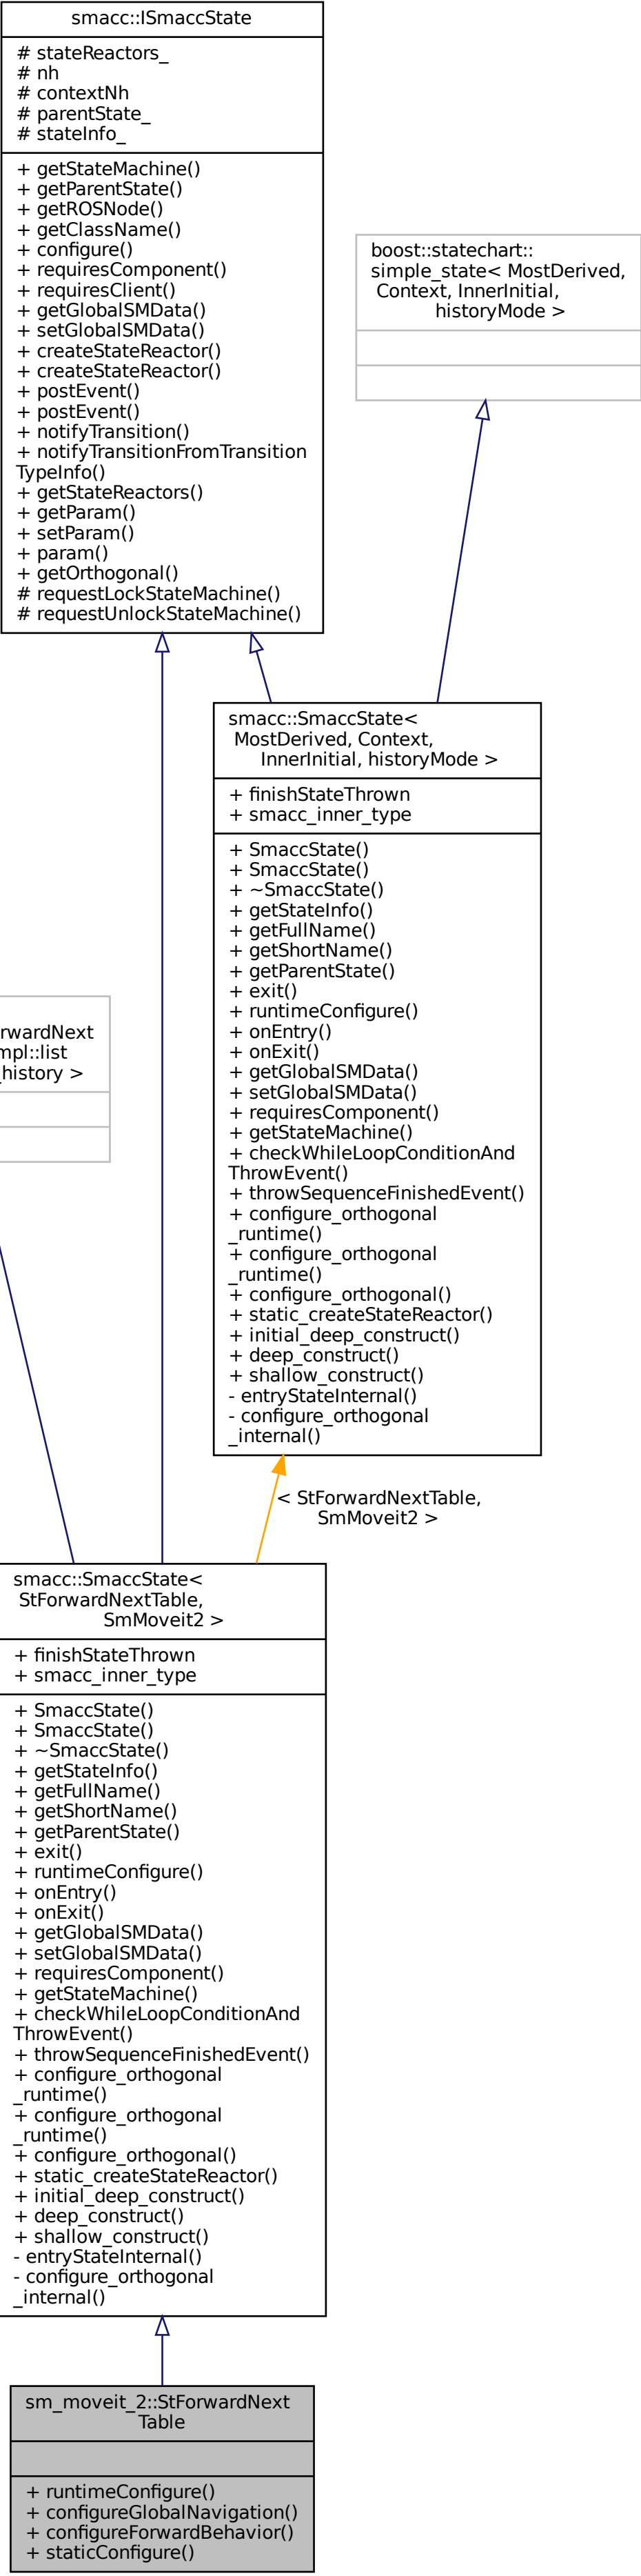 smacc::ISmaccState
# stateReactors_
# nh
# contextNh
# parentState_
# stateInfo_
+ getStateMachine()
+ getParentState()
+ getROSNode()
+ getClassName()
+ configure()
+ requiresComponent()
+ requiresClient()
+ getGlobalSMData()
+ setGlobalSMData()
+ createStateReactor()
+ createStateReactor()
+ postEvent()
+ postEvent()
+ notifyTransition()
+ notifyTransitionFromTransition
TypeInfo()
+ getStateReactors()
+ getParam()
+ setParam()
+ param()
+ getOrthogonal()
# requestLockStateMachine()
# requestUnlockStateMachine()
boost::statechart::
simple_state< MostDerived,
Context, InnerInitial,
historyMode >
smacc::SmaccState<
MostDerived, Context,
InnerInitial, historyMode >
+ finishStateThrown
+ smacc_inner_type
+ SmaccState()
+ SmaccState()
+ ~SmaccState()
+ getStateInfo()
+ getFullName()
+ getShortName()
+ getParentState()
+ exit()
+ runtimeConfigure()
+ onEntry()
+ onExit()
+ getGlobalSMData()
+ setGlobalSMData()
+ requiresComponent()
+ getStateMachine()
+ checkWhileLoopConditionAnd
ThrowEvent()
+ throwSequenceFinishedEvent()
+ configure_orthogonal
_runtime()
+ configure_orthogonal
_runtime()
+ configure_orthogonal()
+ static_createStateReactor()
+ initial_deep_construct()
+ deep_construct()
+ shallow_construct()
- entryStateInternal()
- configure_orthogonal
_internal()
rwardNext
mpl::list
_history >
< StForwardNextTable,
SmMoveit2 >
smacc::SmaccState<
StForwardNextTable,
SmMoveit2 >
+ finishStateThrown
+ smacc_inner_type
+ SmaccState()
+ SmaccState()
+ ~SmaccState()
+ getStateInfo()
+ getFullName()
+ getShortName()
+ getParentState()
+ exit()
+ runtimeConfigure()
+ onEntry()
+ onExit()
+ getGlobalSMData()
+ setGlobalSMData()
+ requiresComponent()
+ getStateMachine()
+ checkWhileLoopConditionAnd
ThrowEvent()
+ throwSequenceFinishedEvent()
+ configure_orthogonal
_runtime()
+ configure_orthogonal
_runtime()
+ configure_orthogonal()
+ static_createStateReactor()
+ initial_deep_construct()
+ deep_construct()
+ shallow_construct()
- entryStateInternal()
- configure_orthogonal
_internal()
sm_moveit_2::StForwardNext
Table
+ runtimeConfigure()
+ configureGlobalNavigation()
+ configureForwardBehavior()
+ staticConfigure()